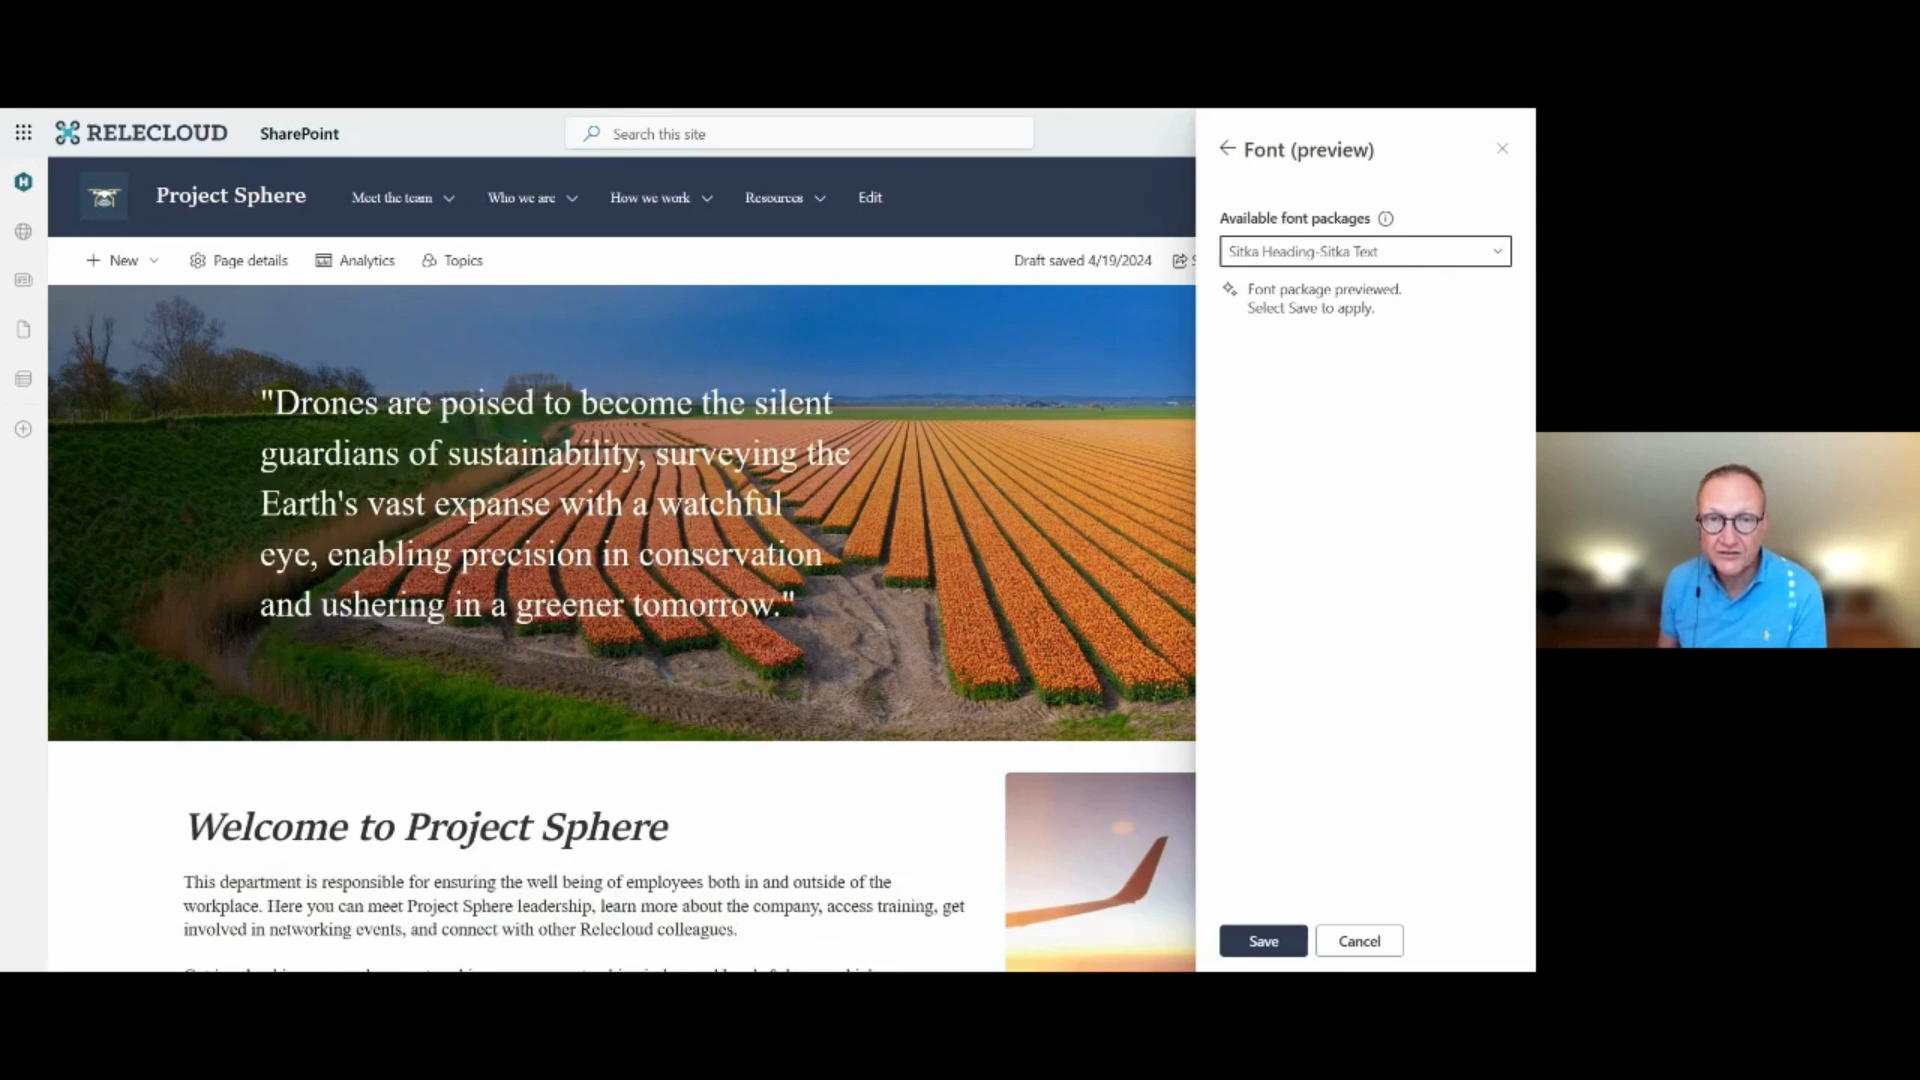 RELECLOUD
SharePoint
Search this site
Project Sphere
Meet the team
Who we are
How we work
Resources
Edit
New
Page details
Analytics
Topics
Draft saved 4/19/2024
"Drones are poised to become the silent
guardians of sustainability, surveying the
Earth's vast expanse with a watchful
eye, enabling precision in conservation
and ushering in a greener tomorrow."
Welcome to Project Sphere
This department is responsible for ensuring the well being of employees both in and outside of the
workplace. Here you can meet Project Sphere leadership, learn more about the company, access training, get
involved in networking events, and connect with other Relecloud colleagues.
Font (preview)
Available font packages
Sitka Heading-Sitka Text
Font package previewed.
Select Save to apply.
Save
Cancel